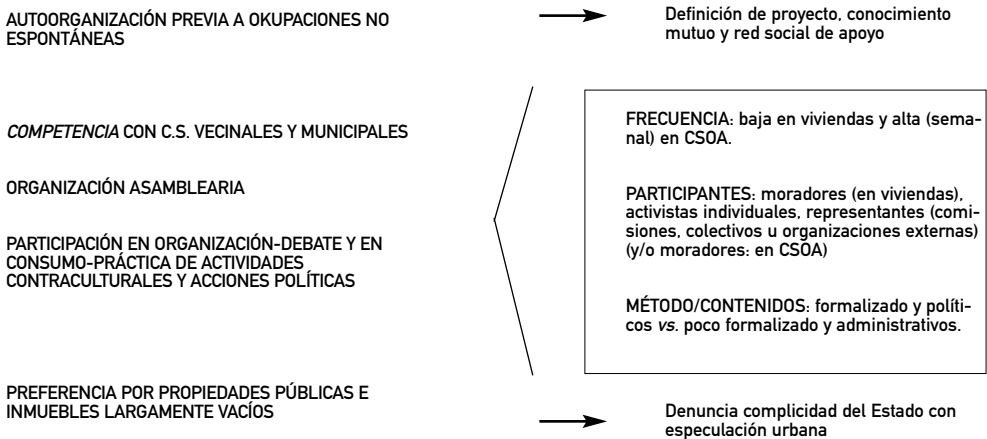 AUTOORGANIZACIÓN PREVIA A OKUPACIONES NO
ESPONTÁNEAS
Definición de proyecto, conocimiento
mutuo y red social de apoyo
COMPETENCIA CON C.S. VECINALES Y MUNICIPALES
ORGANIZACIÓN ASAMBLEARIA
PARTICIPACIÓN EN ORGANIZACIÓN-DEBATE Y EN
CONSUMO-PRÁCTICA DE ACTIVIDADES
CONTRACULTURALES Y ACCIONES POLÍTICAS
FRECUENCIA: baja en viviendas y alta (sema-
nal) en CSOA.
PARTICIPANTES: moradores (en viviendas),
activistas individuales, representantes (comi-
siones, colectivos u organizaciones externas)
(y/o moradores: en CSOA)
MÉTODO/CONTENIDOS: formalizado y políti-
cos vs. poco formalizado y administrativos.
PREFERENCIA POR PROPIEDADES PÚBLICAS E
INMUEBLES LARGAMENTE VACÍOS
Denuncia complicidad del Estado con
especulación urbana